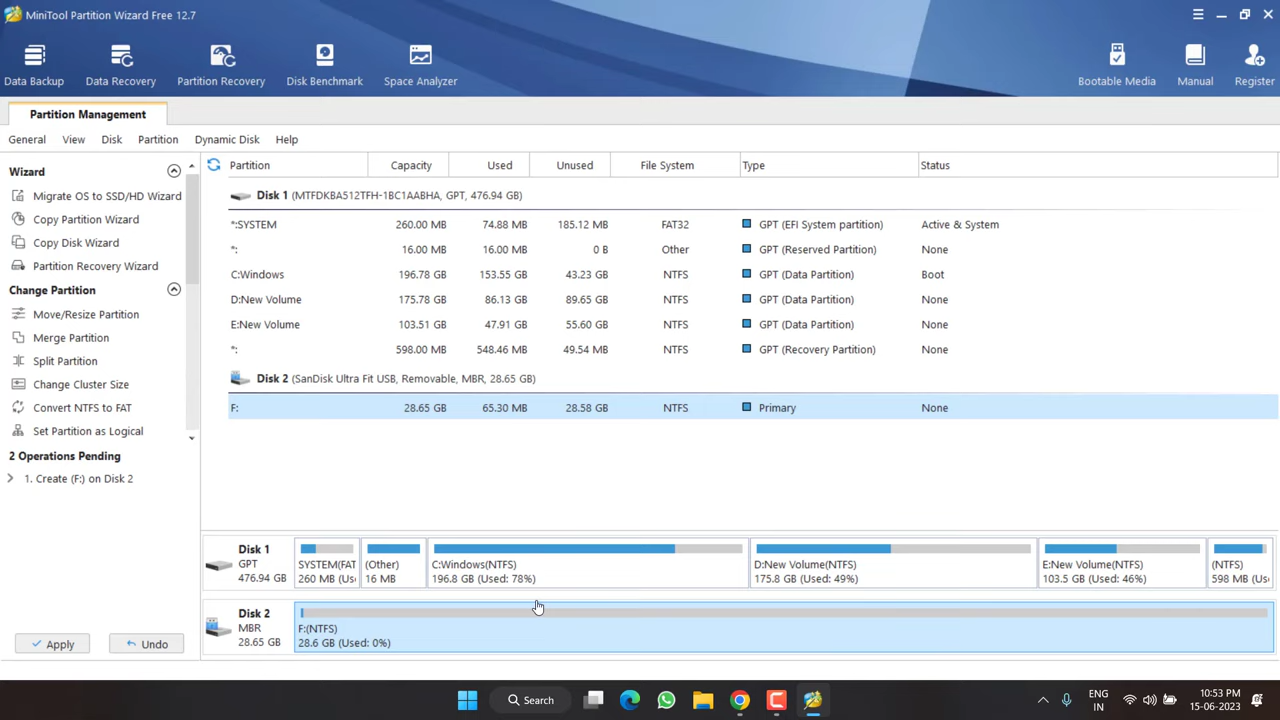 MiniTool Partition Wizard Free 12.7
Data Backup Data Recovery Partition Recovery Disk Benchmark Space Analyzer Bootable Media Manual Register
Partition Management
General View Disk Partition Dynamic Disk Help
Wizard
Migrate OS to SSD/HD Wizard
Copy Partition Wizard
Copy Disk Wizard
Partition Recovery Wizard
Change Partition
Move/Resize Partition
Merge Partition
Split Partition
Change Cluster Size
Convert NTFS to FAT
Set Partition as Logical
2 Operations Pending
1. Create (F:) on Disk 2
Apply Undo
Partition Capacity Used Unused File System Type Status
Disk 1 (MTFDKBA512TFH-1BC1AABHA, GPT, 476.94 GB)
*:SYSTEM 260.00 MB 74.88 MB 185.12 MB FAT32 GPT (EFI System partition) Active & System
*: 16.00 MB 16.00 MB 0 B Other GPT (Reserved Partition) None
C:Windows 196.78 GB 153.55 GB 43.23 GB NTFS GPT (Data Partition) Boot
D:New Volume 175.78 GB 86.13 GB 89.65 GB NTFS GPT (Data Partition) None
E:New Volume 103.51 GB 47.91 GB 55.60 GB NTFS GPT (Data Partition) None
*: 598.00 MB 548.46 MB 49.54 MB NTFS GPT (Recovery Partition) None
Disk 2 (SanDisk Ultra Fit USB, Removable, MBR, 28.65 GB)
F: 28.65 GB 65.30 MB 28.58 GB NTFS Primary None
Disk 1
GPT
476.94 GB
SYSTEM(FAT
260 MB (Us
(Other)
16 MB
C:Windows(NTFS)
196.8 GB (Used: 78%)
D:New Volume(NTFS)
175.8 GB (Used: 49%)
E:New Volume(NTFS)
103.5 GB (Used: 46%)
(NTFS)
598 MB (Us
Disk 2
MBR
28.65 GB
F:(NTFS)
28.6 GB (Used: 0%)
Search
ENG
IN
10:53 PM
15-06-2023